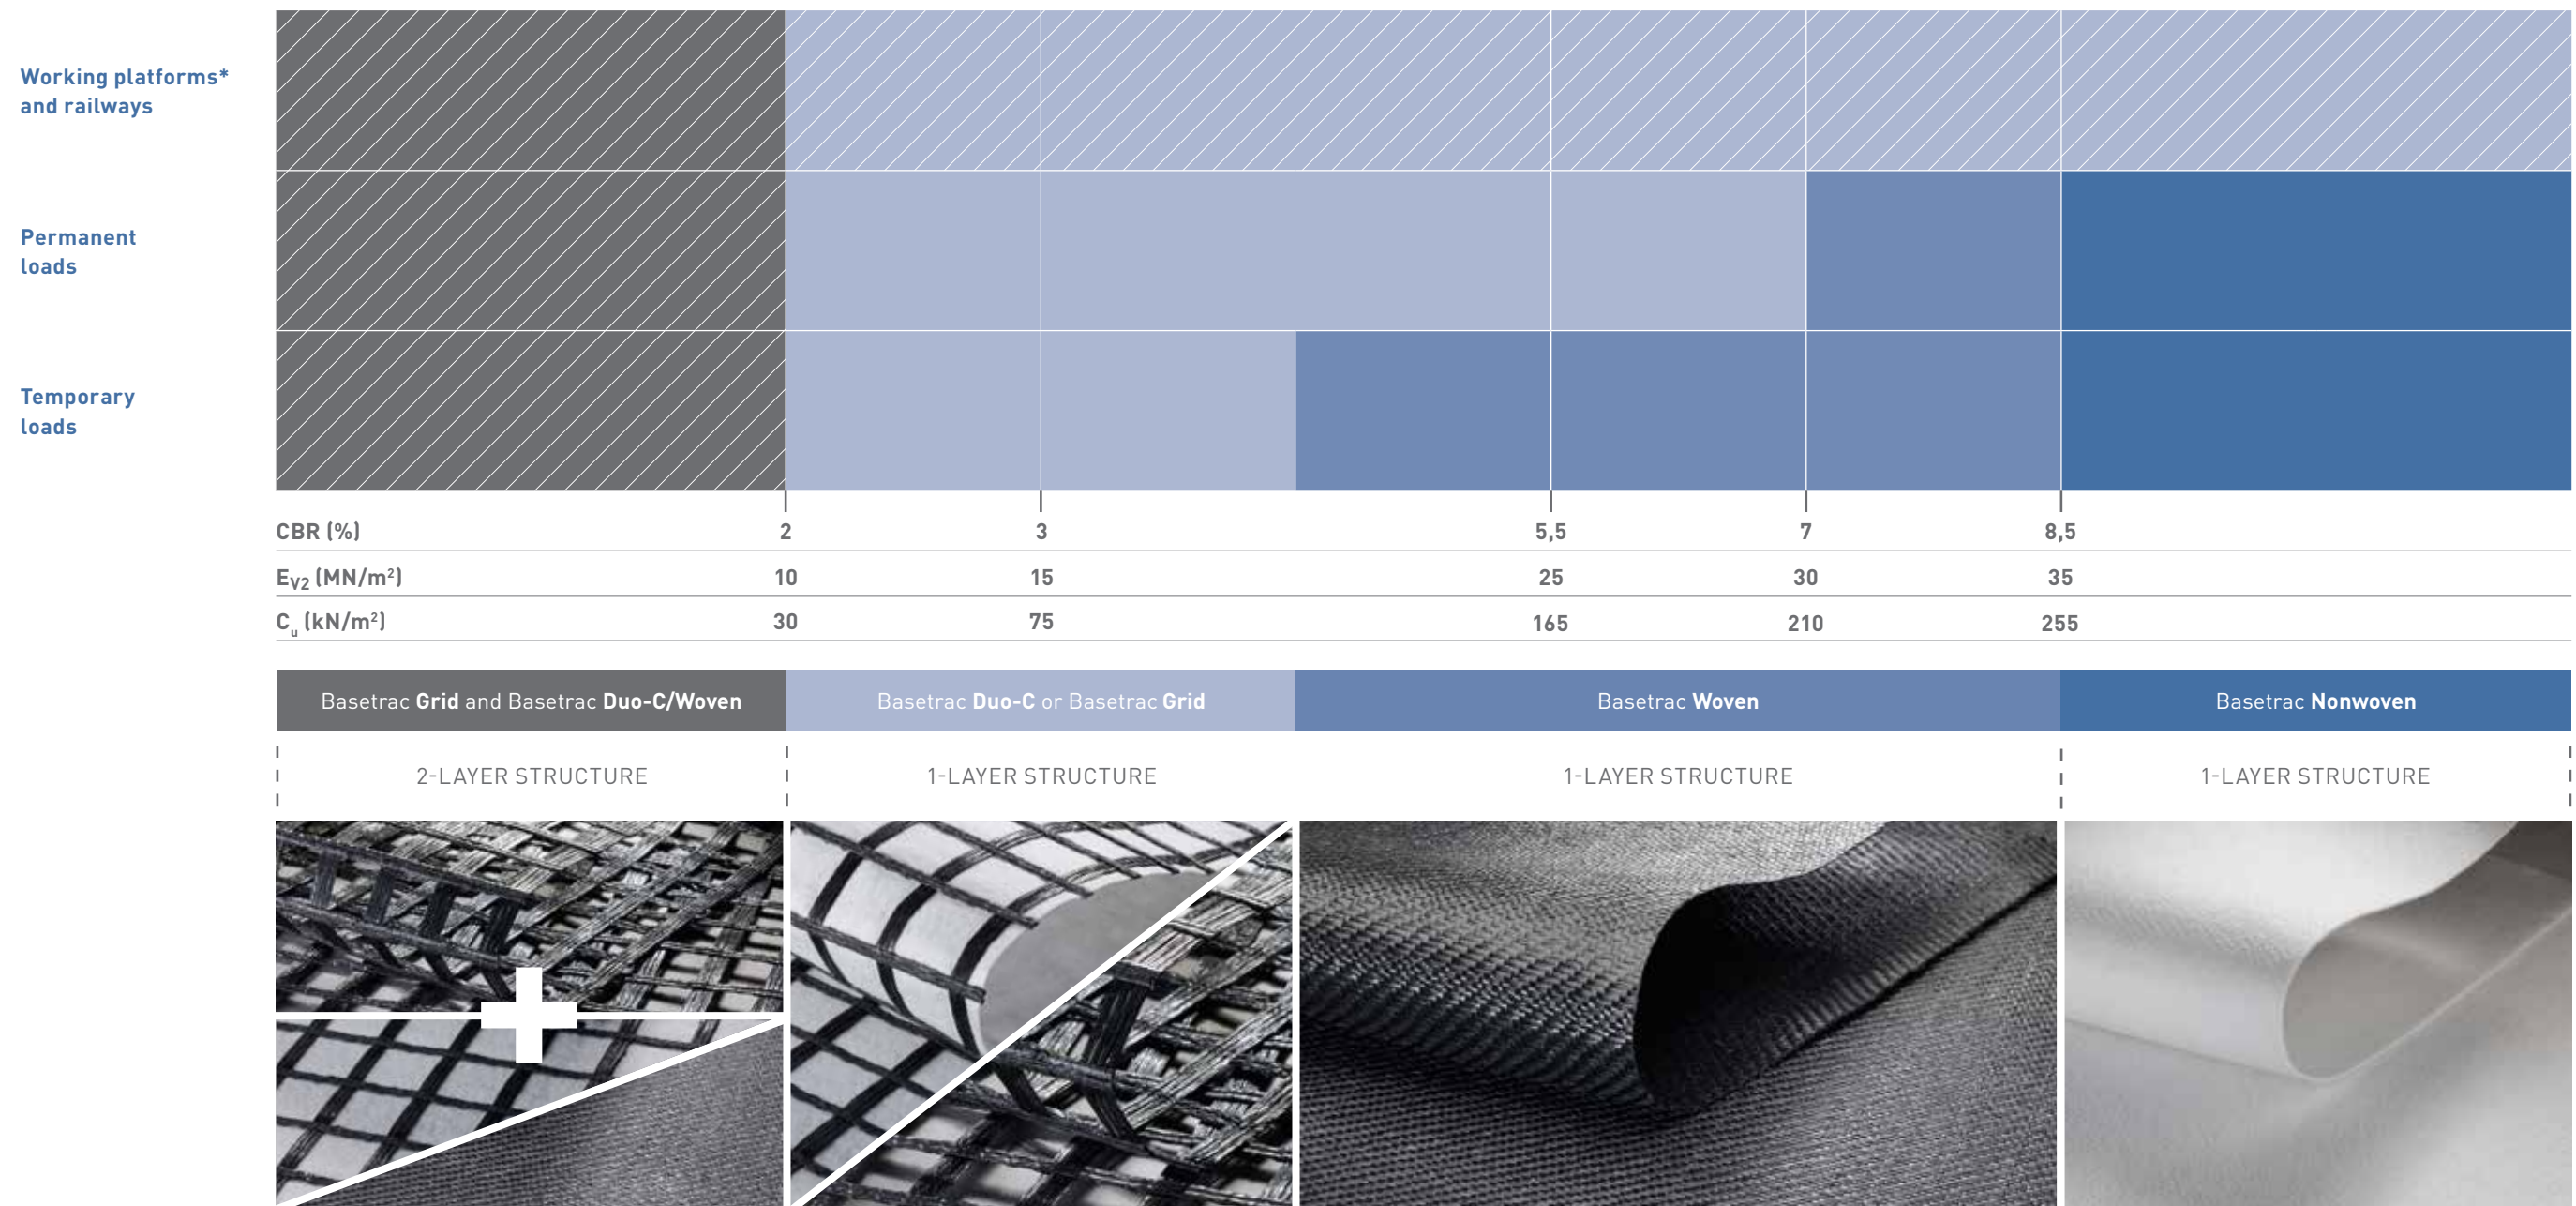 Working platforms*
and railways
Permanent
loads
Temporary
loads
CBR (%) 2 3 5,5 7 8,5
EV2 (MN/m²) 10 15 25 30 35
Cu (kN/m²) 30 75 165 210 255
Basetrac Grid and Basetrac Duo-C/Woven
Basetrac Duo-C or Basetrac Grid
Basetrac Woven
Basetrac Nonwoven
2-LAYER STRUCTURE
1-LAYER STRUCTURE
1-LAYER STRUCTURE
1-LAYER STRUCTURE